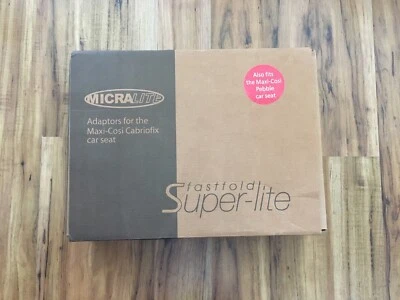 MICRALITE
Adaptors for the
Maxi-Cosi Cabriofix
car seat
Also fits
the Maxi-Cosi
Pebble
car seat
fastfold
Super-lite